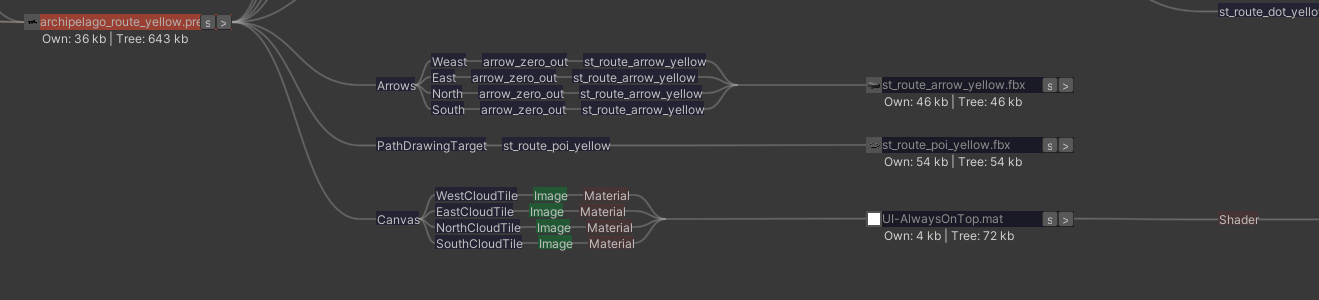 archipelago_route_yellow.pre s >
Own: 36 kb | Tree: 643 kb
st_route_dot_yello
Arrows
Weast arrow_zero_out st_route_arrow_yellow
East arrow_zero_out st_route_arrow_yellow
North arrow_zero_out st_route_arrow_yellow
South arrow_zero_out st_route_arrow_yellow
st_route_arrow_yellow.fbx s >
Own: 46 kb | Tree: 46 kb
PathDrawingTarget st_route_poi_yellow
st_route_poi_yellow.fbx s >
Own: 54 kb | Tree: 54 kb
Canvas
WestCloudTile Image Material
EastCloudTile Image Material
NorthCloudTile Image Material
SouthCloudTile Image Material
UI-AlwaysOnTop.mat s >
Own: 4 kb | Tree: 72 kb
Shader